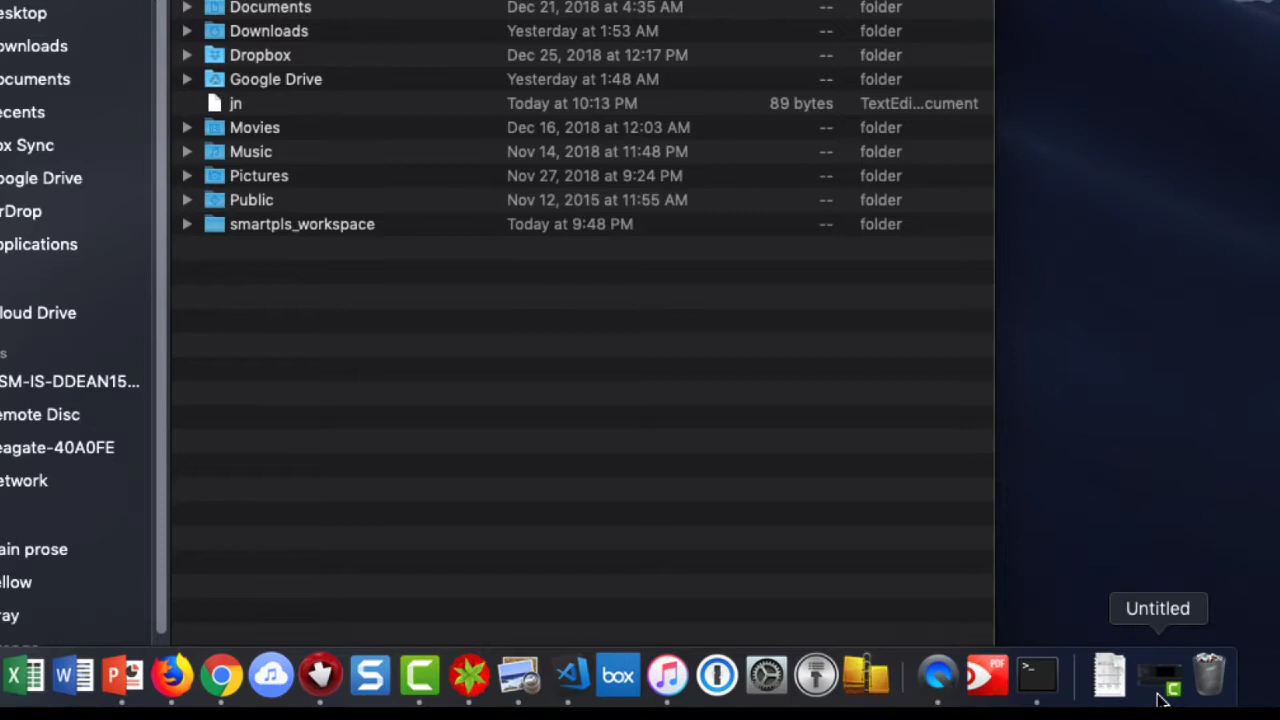 esktop
ownloads
ocuments
ecents
ox Sync
oogle Drive
rDrop
pplications
loud Drive
s
SM-IS-DDEAN15...
emote Disc
eagate-40A0FE
etwork
ain prose
ellow
ray
Documents Dec 21, 2018 at 4:35 AM -- folder
Downloads Yesterday at 1:53 AM -- folder
Dropbox Dec 25, 2018 at 12:17 PM -- folder
Google Drive Yesterday at 1:48 AM -- folder
jn Today at 10:13 PM 89 bytes TextEdi...cument
Movies Dec 16, 2018 at 12:03 AM -- folder
Music Nov 14, 2018 at 11:48 PM -- folder
Pictures Nov 27, 2018 at 9:24 PM -- folder
Public Nov 12, 2015 at 11:55 AM -- folder
smartpls_workspace Today at 9:48 PM -- folder
Untitled
box
PDF